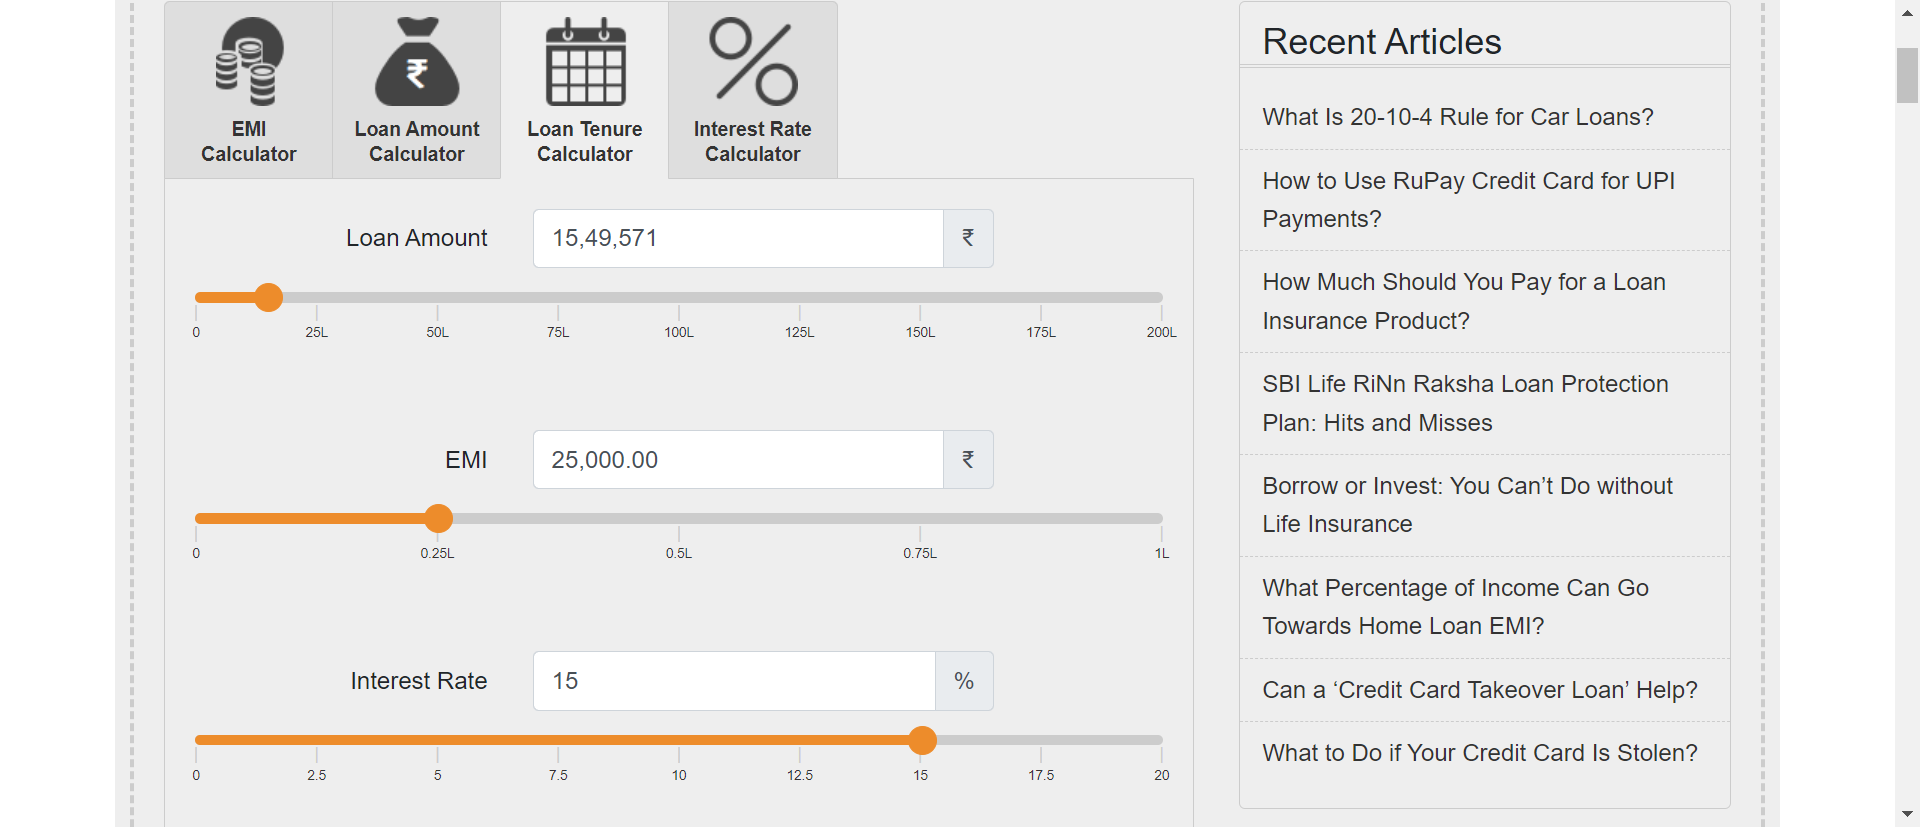 EMI
Calculator
Loan Amount
Calculator
Loan Tenure
Calculator
Interest Rate
Calculator
Loan Amount
15,49,571
₹
0 25L 50L 75L 100L 125L 150L 175L 200L
EMI
25,000.00
₹
0 0.25L 0.5L 0.75L 1L
Interest Rate
15
%
0 2.5 5 7.5 10 12.5 15 17.5 20
Recent Articles
What Is 20-10-4 Rule for Car Loans?
How to Use RuPay Credit Card for UPI
Payments?
How Much Should You Pay for a Loan
Insurance Product?
SBI Life RiNn Raksha Loan Protection
Plan: Hits and Misses
Borrow or Invest: You Can’t Do without
Life Insurance
What Percentage of Income Can Go
Towards Home Loan EMI?
Can a ‘Credit Card Takeover Loan’ Help?
What to Do if Your Credit Card Is Stolen?